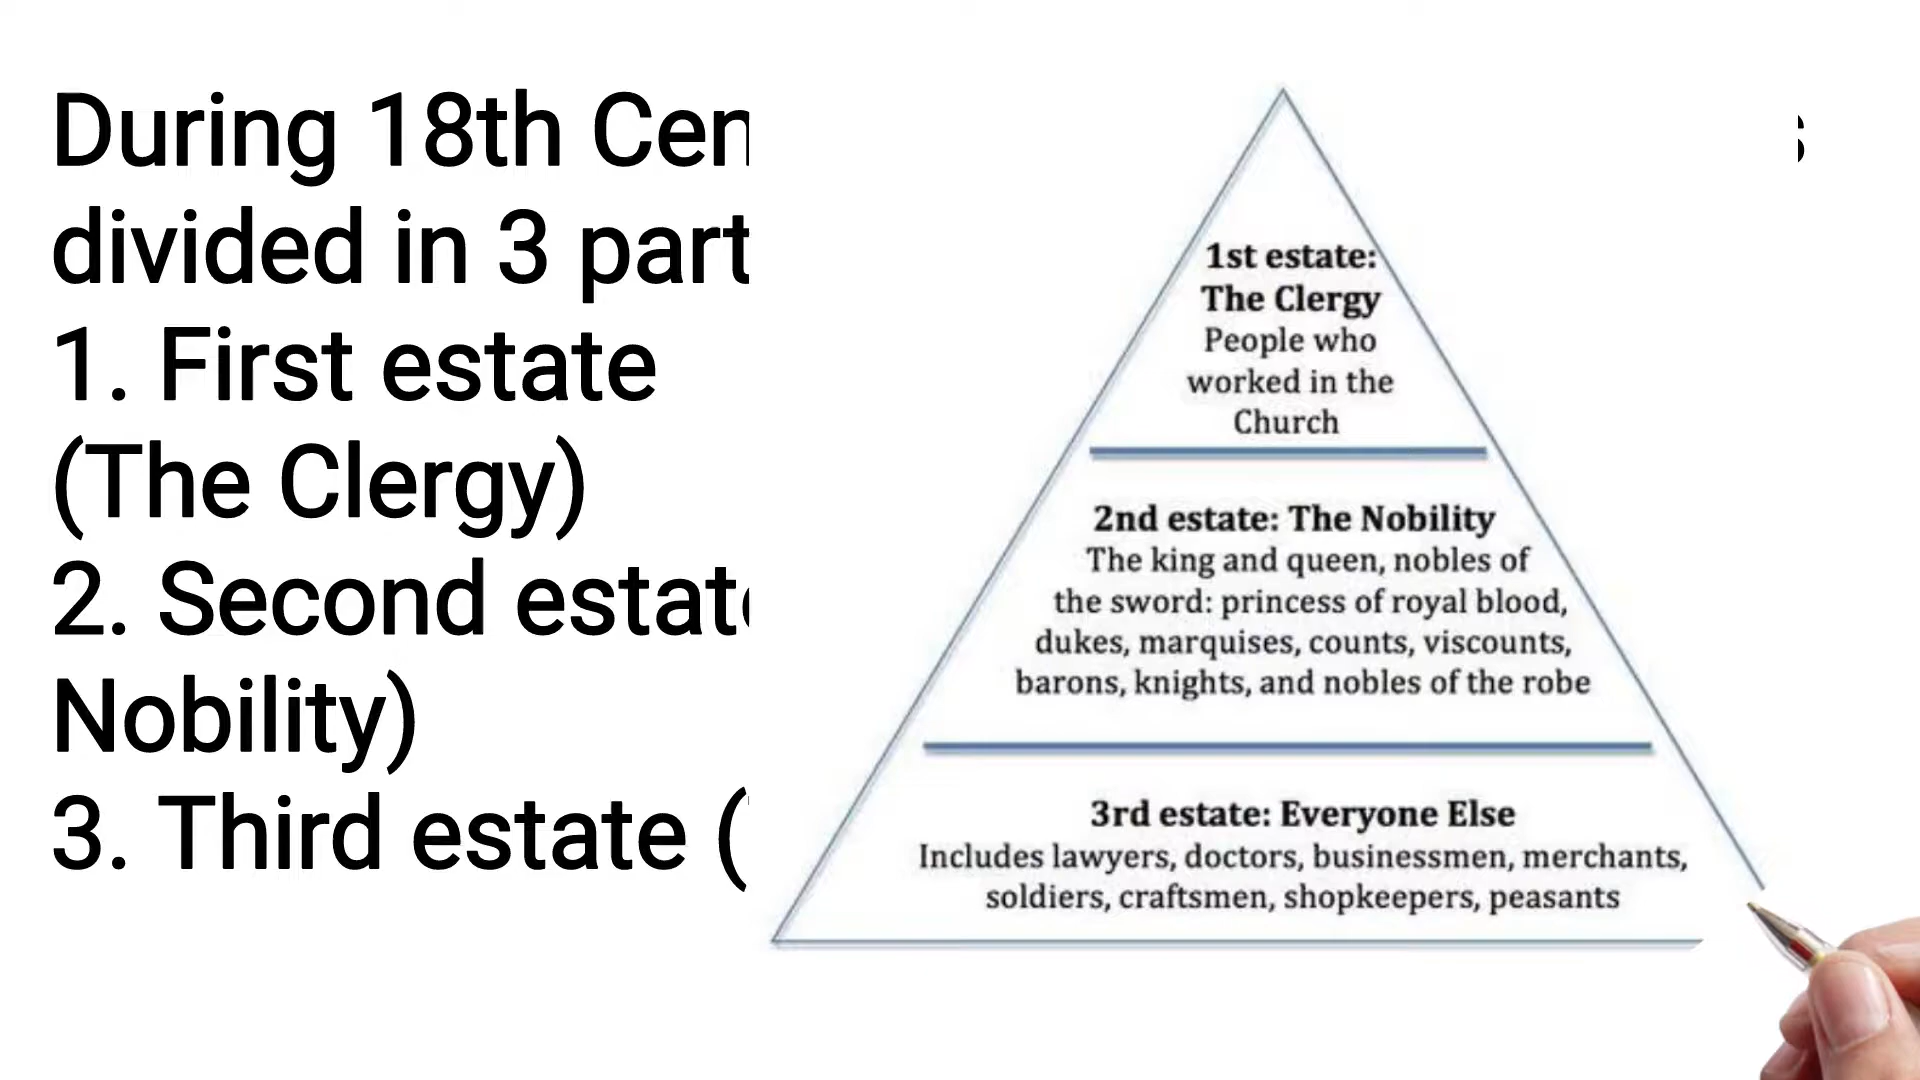 During 18th Cen
divided in 3 part
1. First estate
(The Clergy)
2. Second estate
Nobility)
3. Third estate (
1st estate:
The Clergy
People who
worked in the
Church
2nd estate: The Nobility
The king and queen, nobles of
the sword: princess of royal blood,
dukes, marquises, counts, viscounts,
barons, knights, and nobles of the robe
3rd estate: Everyone Else
Includes lawyers, doctors, businessmen, merchants,
soldiers, craftsmen, shopkeepers, peasants